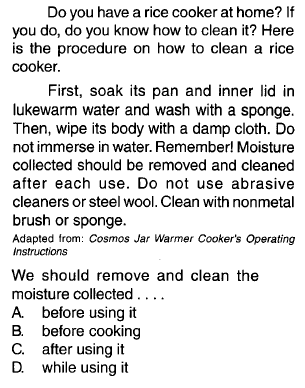 Do you have a rice cooker at home? If
you do, do you know how to clean it? Here
is the procedure on how to clean a rice
cooker.
First, soak its pan and inner lid in
lukewarm water and wash with a sponge.
Then, wipe its body with a damp cloth. Do
not immerse in water. Remember! Moisture
collected should be removed and cleaned
after each use. Do not use abrasive
cleaners or steel wool. Clean with nonmetal
brush or sponge.
Adapted from: Cosmos Jar Warmer Cooker's Operating
Instructions
We should remove and clean the
moisture collected . . . .
A. before using it
B. before cooking
C. after using it
D. while using it